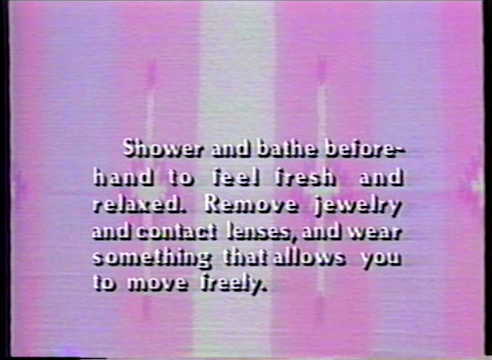 Shower and bathe before-
hand to feel fresh and
relaxed. Remove jewelry
and contact lenses, and wear
something that allows you
to move freely.